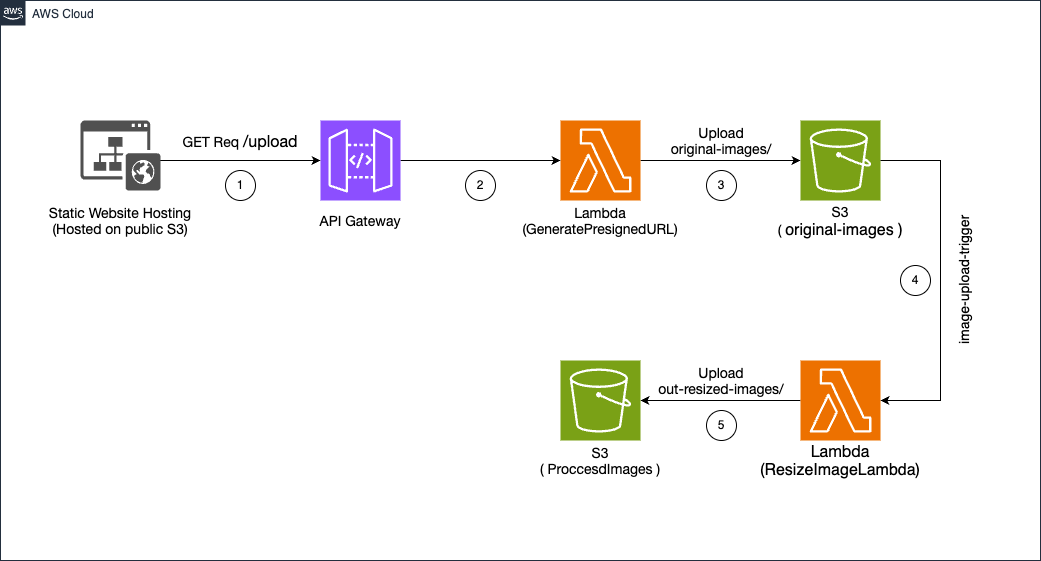 aws
AWS Cloud
GET Req /upload
1
2
Upload
original-images/
3
Static Website Hosting
(Hosted on public S3)
API Gateway
Lambda
(GeneratePresignedURL)
S3
( original-images )
4
image-upload-trigger
Upload
out-resized-images/
5
S3
( ProccesdImages )
Lambda
(ResizeImageLambda)